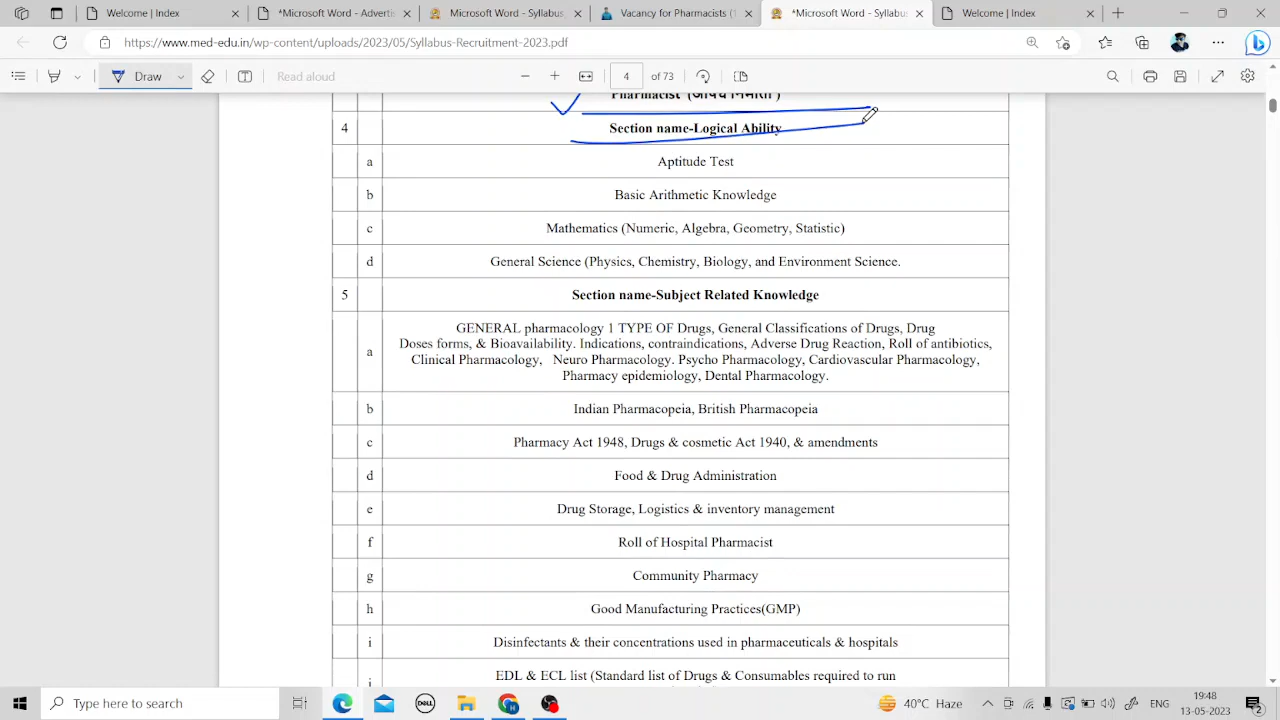 Welcome | Index
*Microsoft Word - Adverti
Microsoft Word - Syllabus_
Vacancy for Pharmacists (
*Microsoft Word - Syllabus_
Welcome | Index
https://www.med-edu.in/wp-content/uploads/2023/05/Syllabus-Recruitment-2023.pdf
Draw
Read aloud
4
of 73
Pharmacist (औषध निर्माता)
4
Section name-Logical Ability
a
Aptitude Test
b
Basic Arithmetic Knowledge
c
Mathematics (Numeric, Algebra, Geometry, Statistic)
d
General Science (Physics, Chemistry, Biology, and Environment Science.
5
Section name-Subject Related Knowledge
a
GENERAL pharmacology 1 TYPE OF Drugs, General Classifications of Drugs, Drug
Doses forms, & Bioavailability. Indications, contraindications, Adverse Drug Reaction, Roll of antibiotics,
Clinical Pharmacology, Neuro Pharmacology. Psycho Pharmacology, Cardiovascular Pharmacology,
Pharmacy epidemiology, Dental Pharmacology.
b
Indian Pharmacopeia, British Pharmacopeia
c
Pharmacy Act 1948, Drugs & cosmetic Act 1940, & amendments
d
Food & Drug Administration
e
Drug Storage, Logistics & inventory management
f
Roll of Hospital Pharmacist
g
Community Pharmacy
h
Good Manufacturing Practices(GMP)
i
Disinfectants & their concentrations used in pharmaceuticals & hospitals
j
EDL & ECL list (Standard list of Drugs & Consumables required to run
Type here to search
DELL
40°C Haze
ENG
19:48
13-05-2023
2